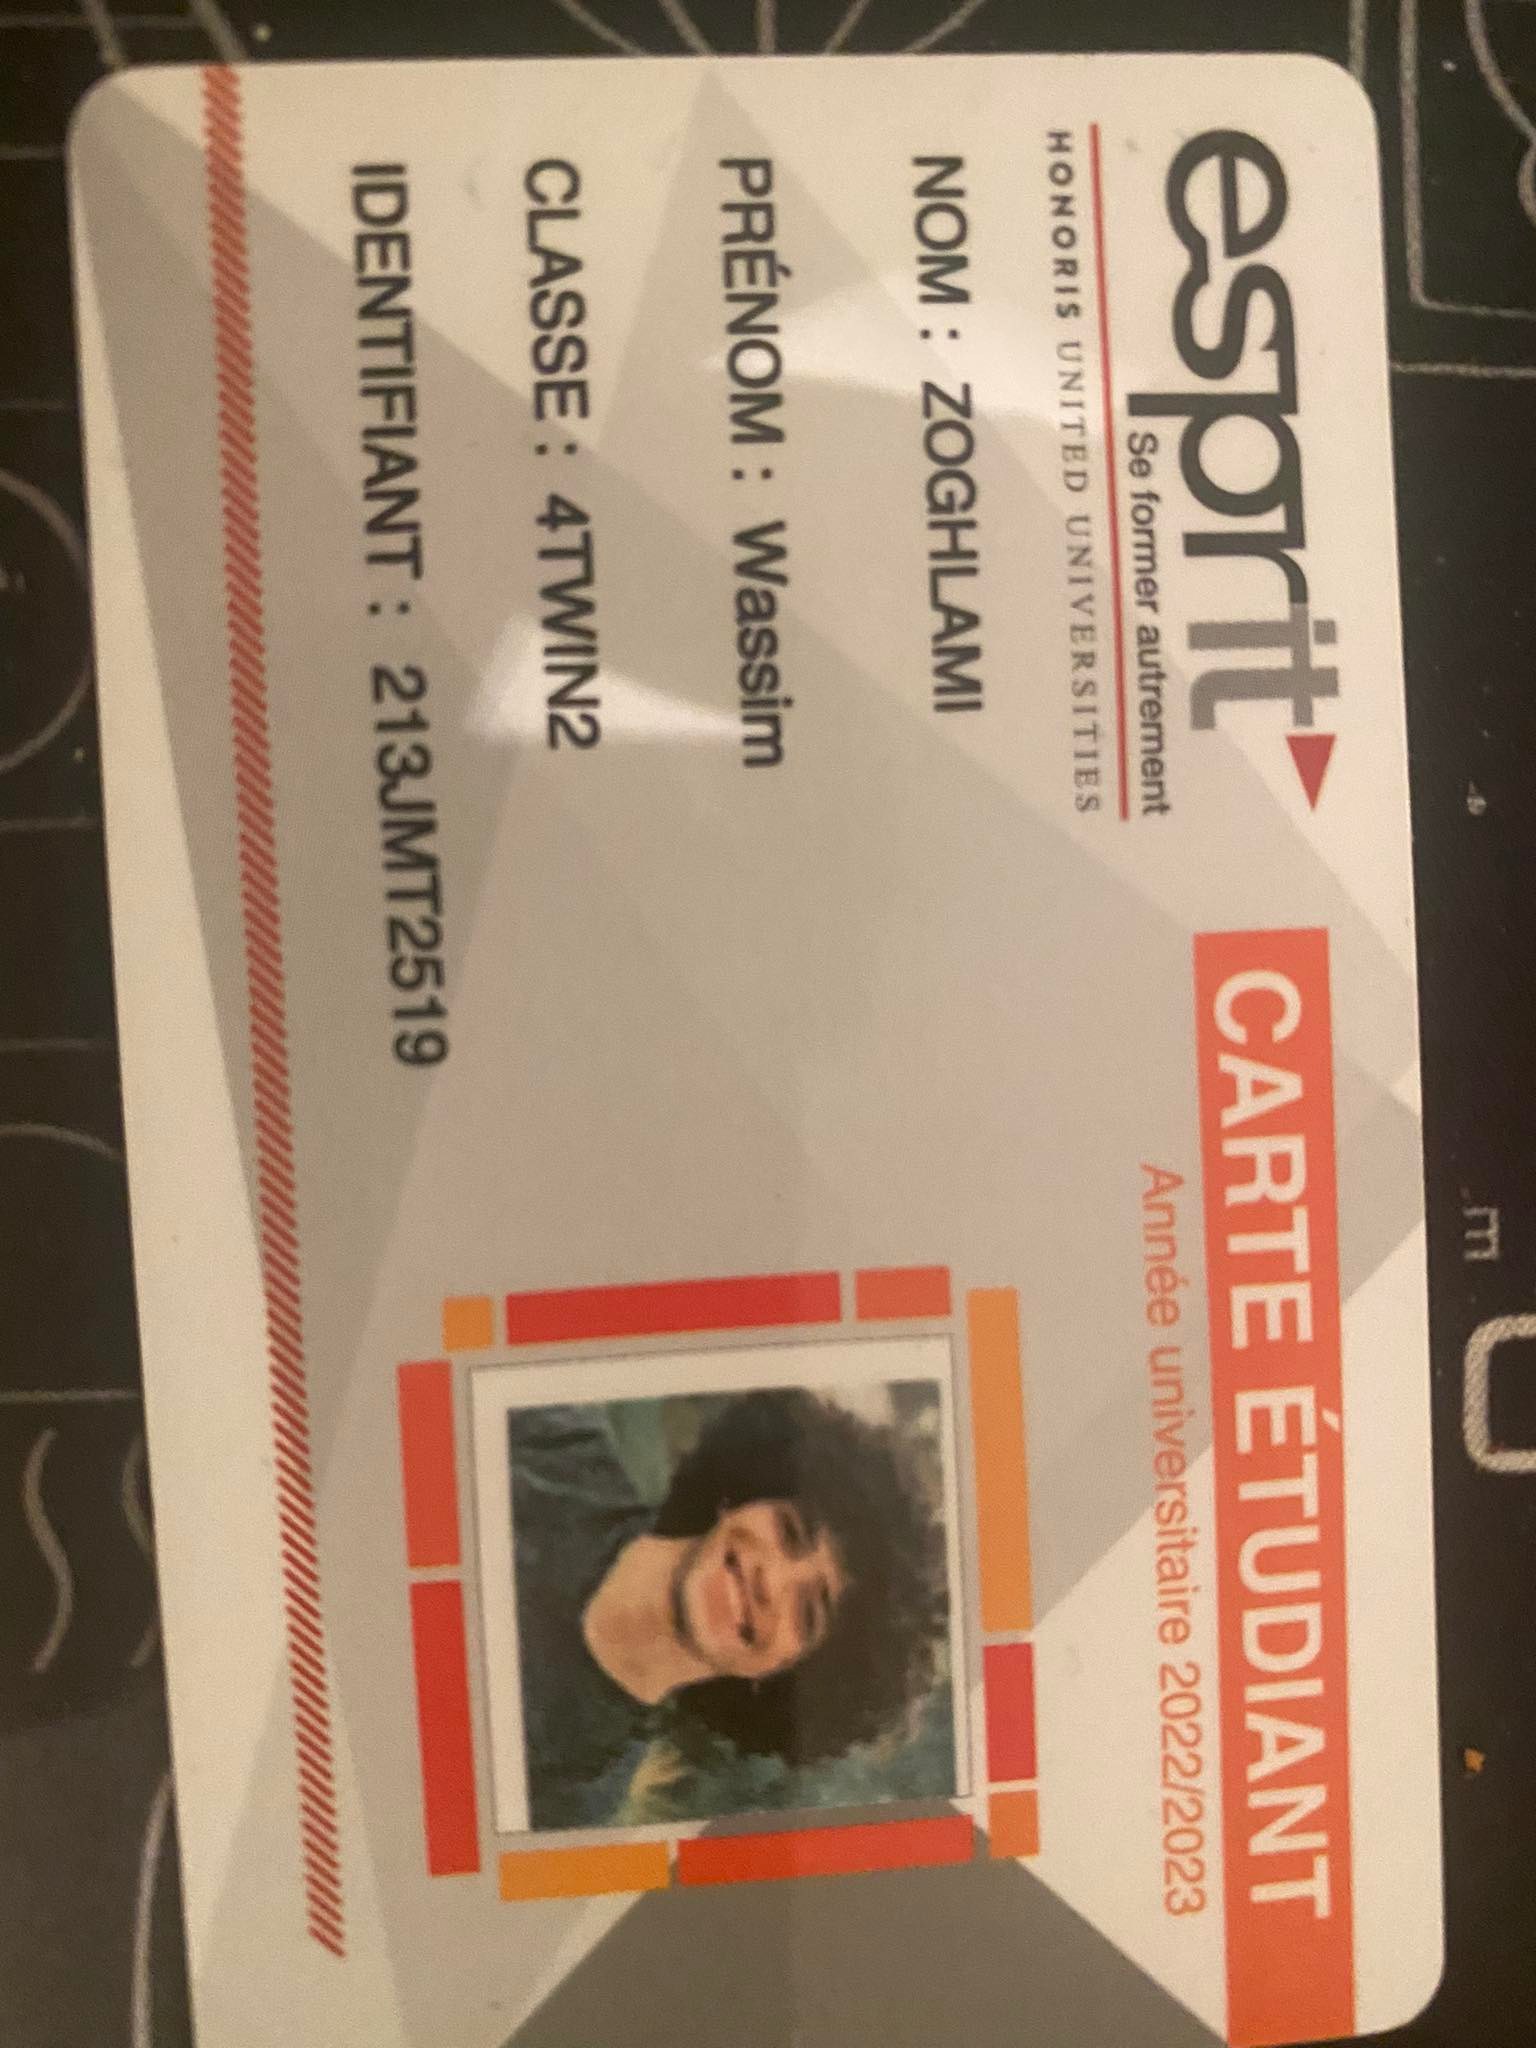 esprit
Se former autrement
HONORIS UNITED UNIVERSITIES
CARTE ÉTUDIANT
Année universitaire 2022/2023
NOM : ZOGHLAMI
PRÉNOM : Wassim
CLASSE : 4TWIN2
IDENTIFIANT : 213JMT2519